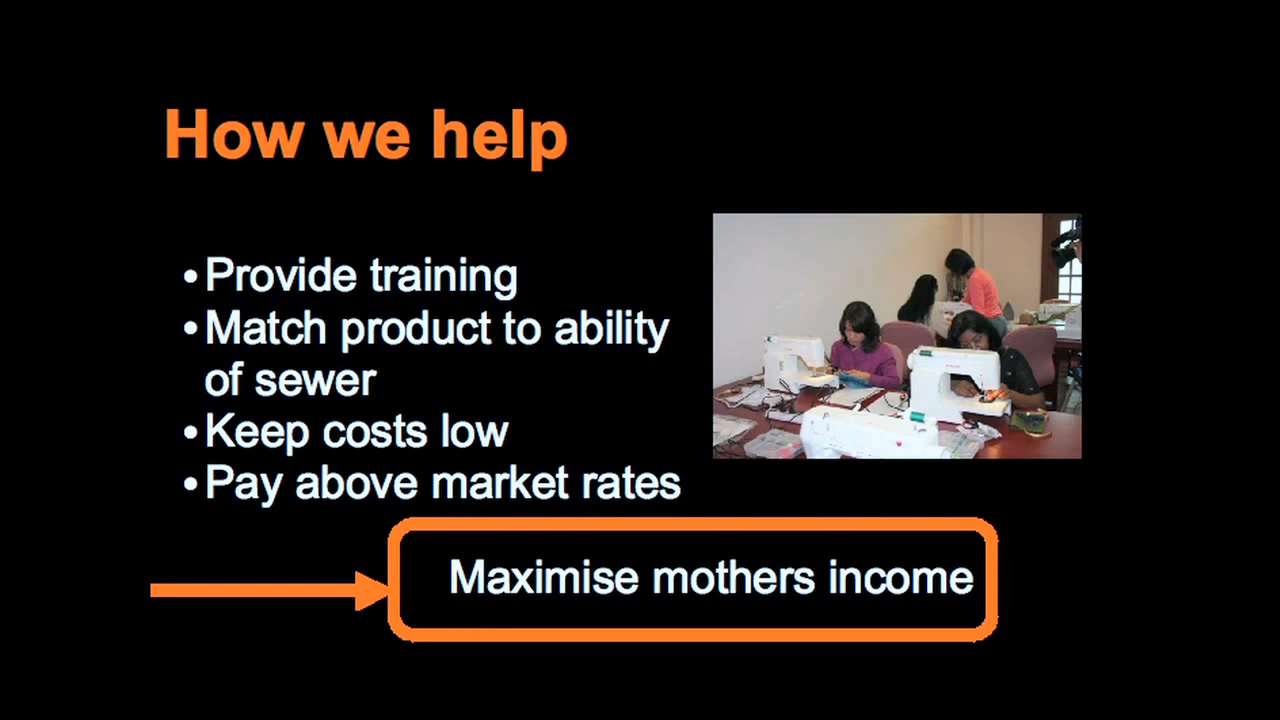 How we help
•Provide training
•Match product to ability
of sewer
•Keep costs low
•Pay above market rates
Maximise mothers income